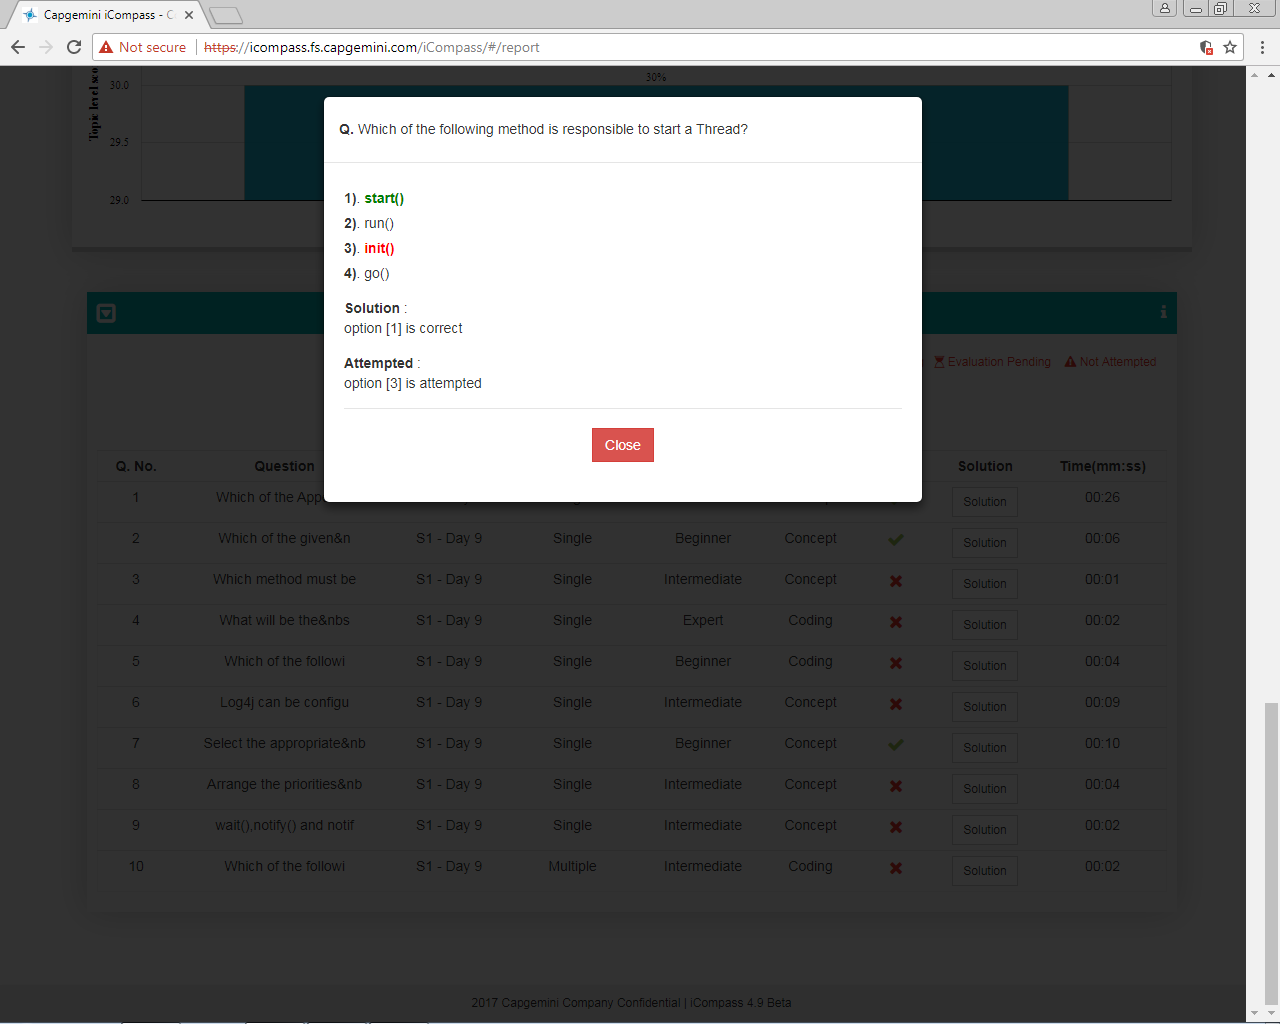 Capgemini iCompass - C
Not secure
https://icompass.fs.capgemini.com/iCompass/#/report
Topic level sco
30%
30.0
29.5
29.0
Q. Which of the following method is responsible to start a Thread?
1). start()
2). run()
3). init()
4). go()
Solution :
option [1] is correct
Attempted :
option [3] is attempted
Close
Evaluation Pending Not Attempted
Q. No. Question Solution Time(mm:ss)
1 Which of the App Solution 00:26
2 Which of the given&n S1 - Day 9 Single Beginner Concept Solution 00:06
3 Which method must be S1 - Day 9 Single Intermediate Concept Solution 00:01
4 What will be the&nbs S1 - Day 9 Single Expert Coding Solution 00:02
5 Which of the followi S1 - Day 9 Single Beginner Coding Solution 00:04
6 Log4j can be configu S1 - Day 9 Single Intermediate Concept Solution 00:09
7 Select the appropriate&nb S1 - Day 9 Single Beginner Concept Solution 00:10
8 Arrange the priorities&nb S1 - Day 9 Single Intermediate Concept Solution 00:04
9 wait(),notify() and notif S1 - Day 9 Single Intermediate Concept Solution 00:02
10 Which of the followi S1 - Day 9 Multiple Intermediate Coding Solution 00:02
2017 Capgemini Company Confidential | iCompass 4.9 Beta